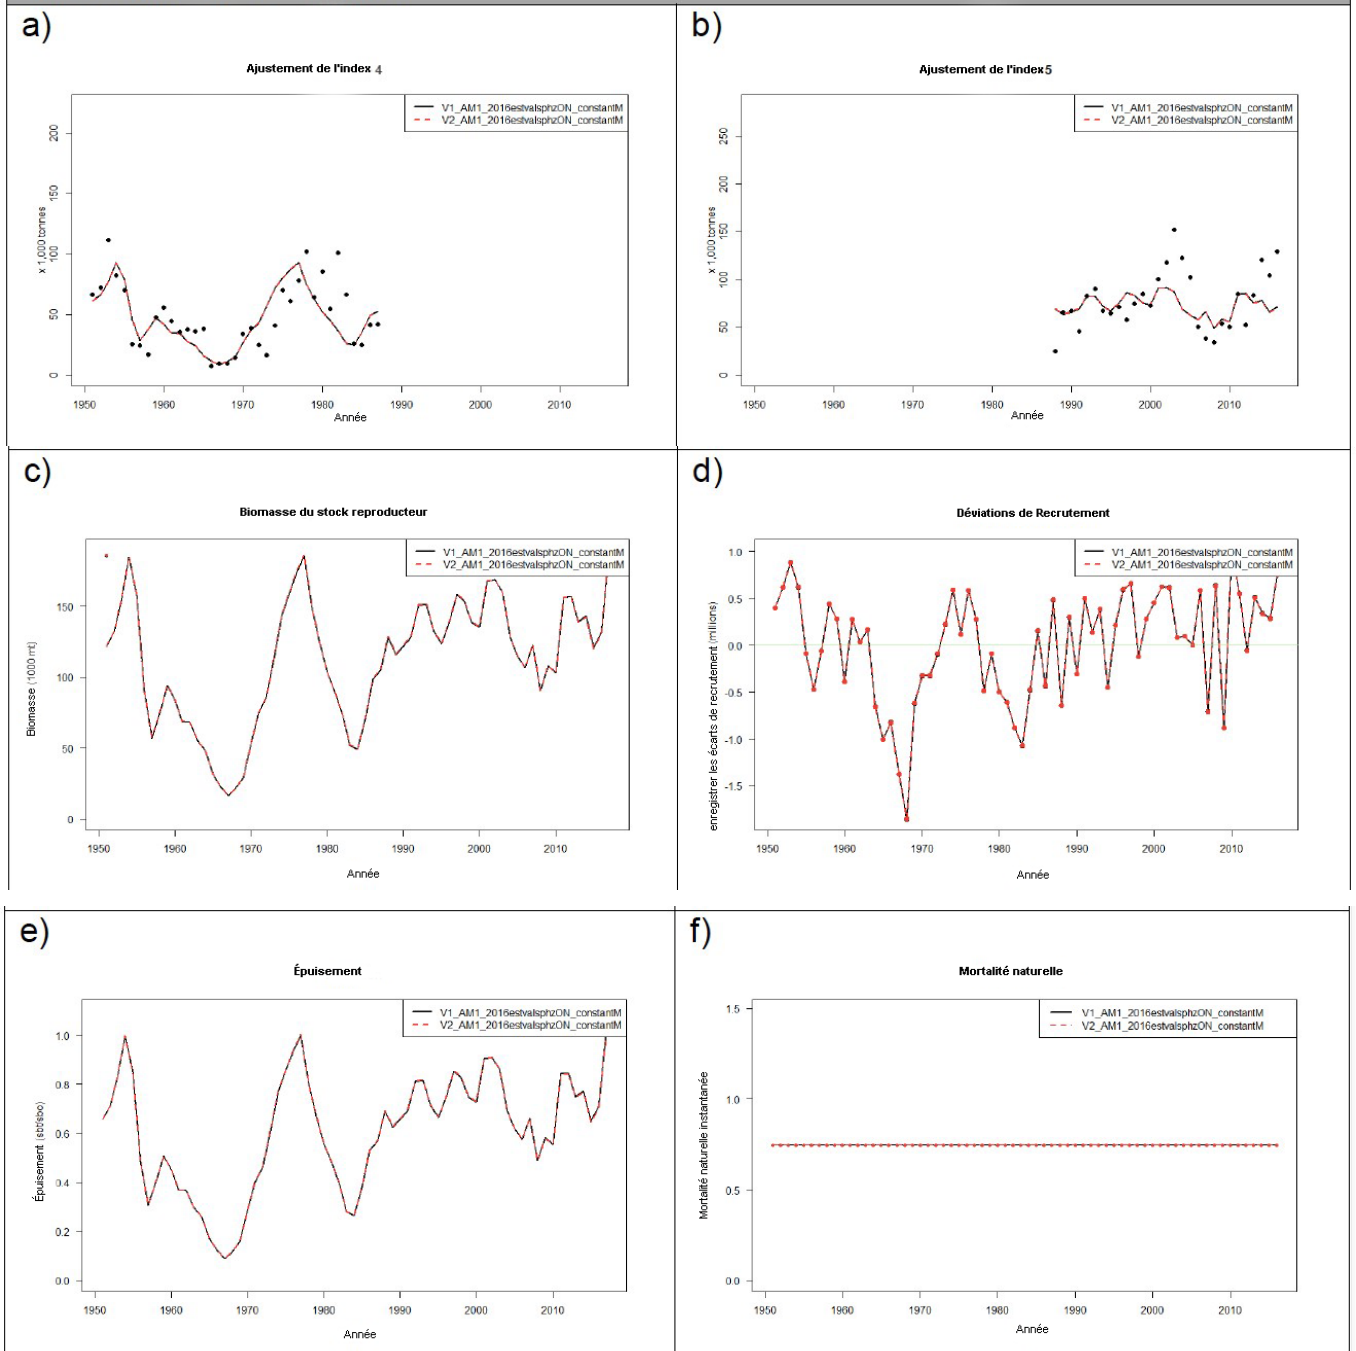 a)
Ajustement de l'index 4
V1_AM1_2016estvalsphzON_constantM
V2_AM1_2016estvalsphzON_constantM
x 1,000 tonnes
200
150
100
50
0
1950 1960 1970 1980 1990 2000 2010
Année
b)
Ajustement de l'index5
V1_AM1_2016estvalsphzON_constantM
V2_AM1_2016estvalsphzON_constantM
x 1,000 tonnes
250
200
150
100
50
0
1950 1960 1970 1980 1990 2000 2010
Année
c)
Biomasse du stock reproducteur
V1_AM1_2016estvalsphzON_constantM
V2_AM1_2016estvalsphzON_constantM
Biomasse (1000 mt)
150
100
50
0
1950 1960 1970 1980 1990 2000 2010
Année
d)
Déviations de Recrutement
V1_AM1_2016estvalsphzON_constantM
V2_AM1_2016estvalsphzON_constantM
enregistrer les écarts de recrutement (millions)
1.0
0.5
0.0
-0.5
-1.0
-1.5
1950 1960 1970 1980 1990 2000 2010
Année
e)
Épuisement
V1_AM1_2016estvalsphzON_constantM
V2_AM1_2016estvalsphzON_constantM
Épuisement (sbt/sbo)
1.0
0.8
0.6
0.4
0.2
0.0
1950 1960 1970 1980 1990 2000 2010
Année
f)
Mortalité naturelle
V1_AM1_2016estvalsphzON_constantM
V2_AM1_2016estvalsphzON_constantM
Mortalité naturelle instantanée
1.5
1.0
0.5
0.0
1950 1960 1970 1980 1990 2000 2010
Année